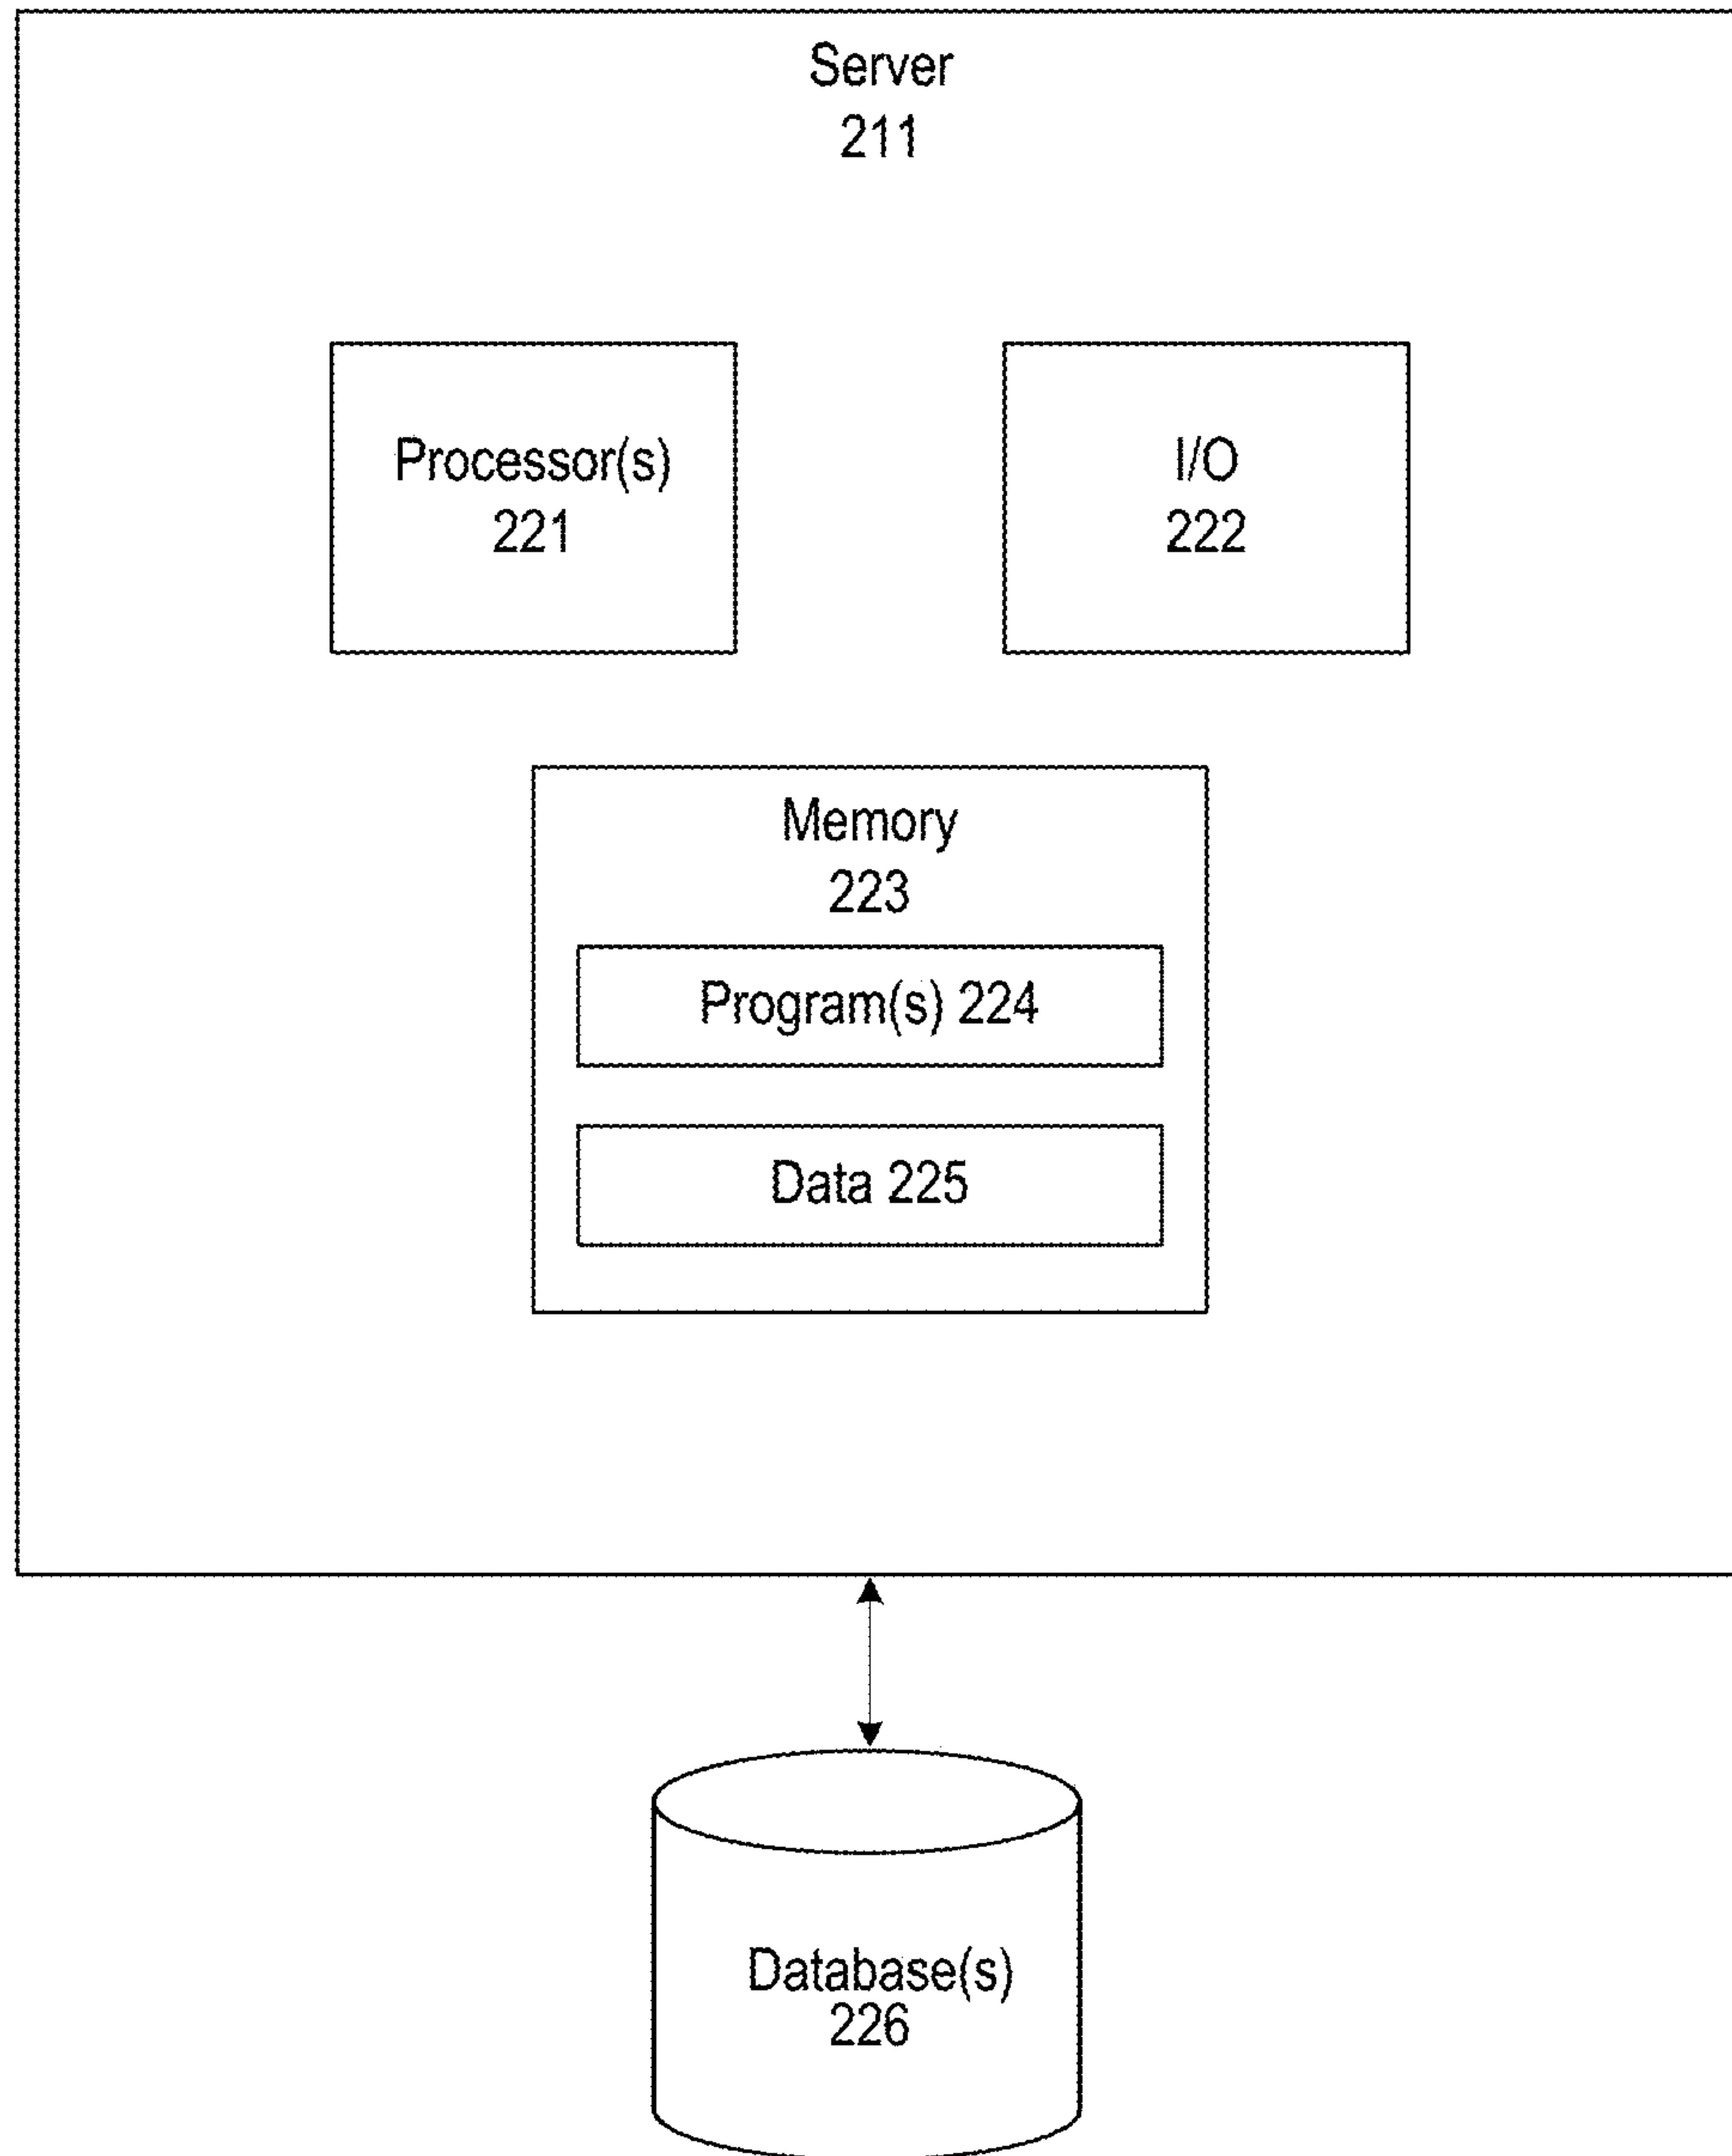 Server
211
Processor(s)
221
I/O
222
Memory
223
Program(s) 224
Data 225
Database(s)
226